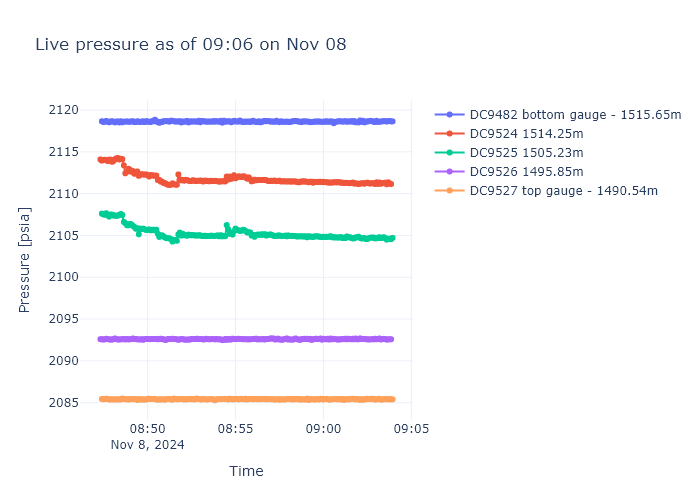 Live pressure as of 09:06 on Nov 08
2120
2115
2110
2105
2100
2095
2090
2085
Pressure [psia]
08:50
08:55
09:00
09:05
Nov 8, 2024
Time
DC9482 bottom gauge - 1515.65m
DC9524 1514.25m
DC9525 1505.23m
DC9526 1495.85m
DC9527 top gauge - 1490.54m